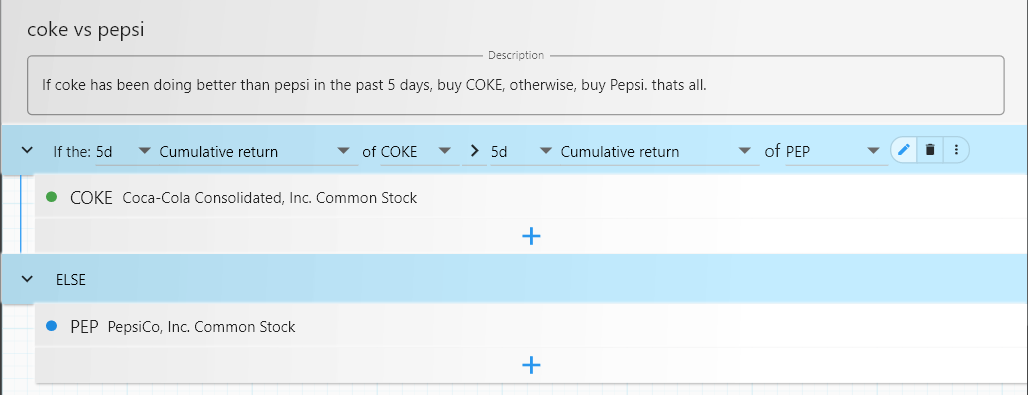 coke vs pepsi
Description
If coke has been doing better than pepsi in the past 5 days, buy COKE, otherwise, buy Pepsi. thats all.
If the: 5d Cumulative return of COKE > 5d Cumulative return of PEP
COKE Coca-Cola Consolidated, Inc. Common Stock
+
ELSE
PEP PepsiCo, Inc. Common Stock
+